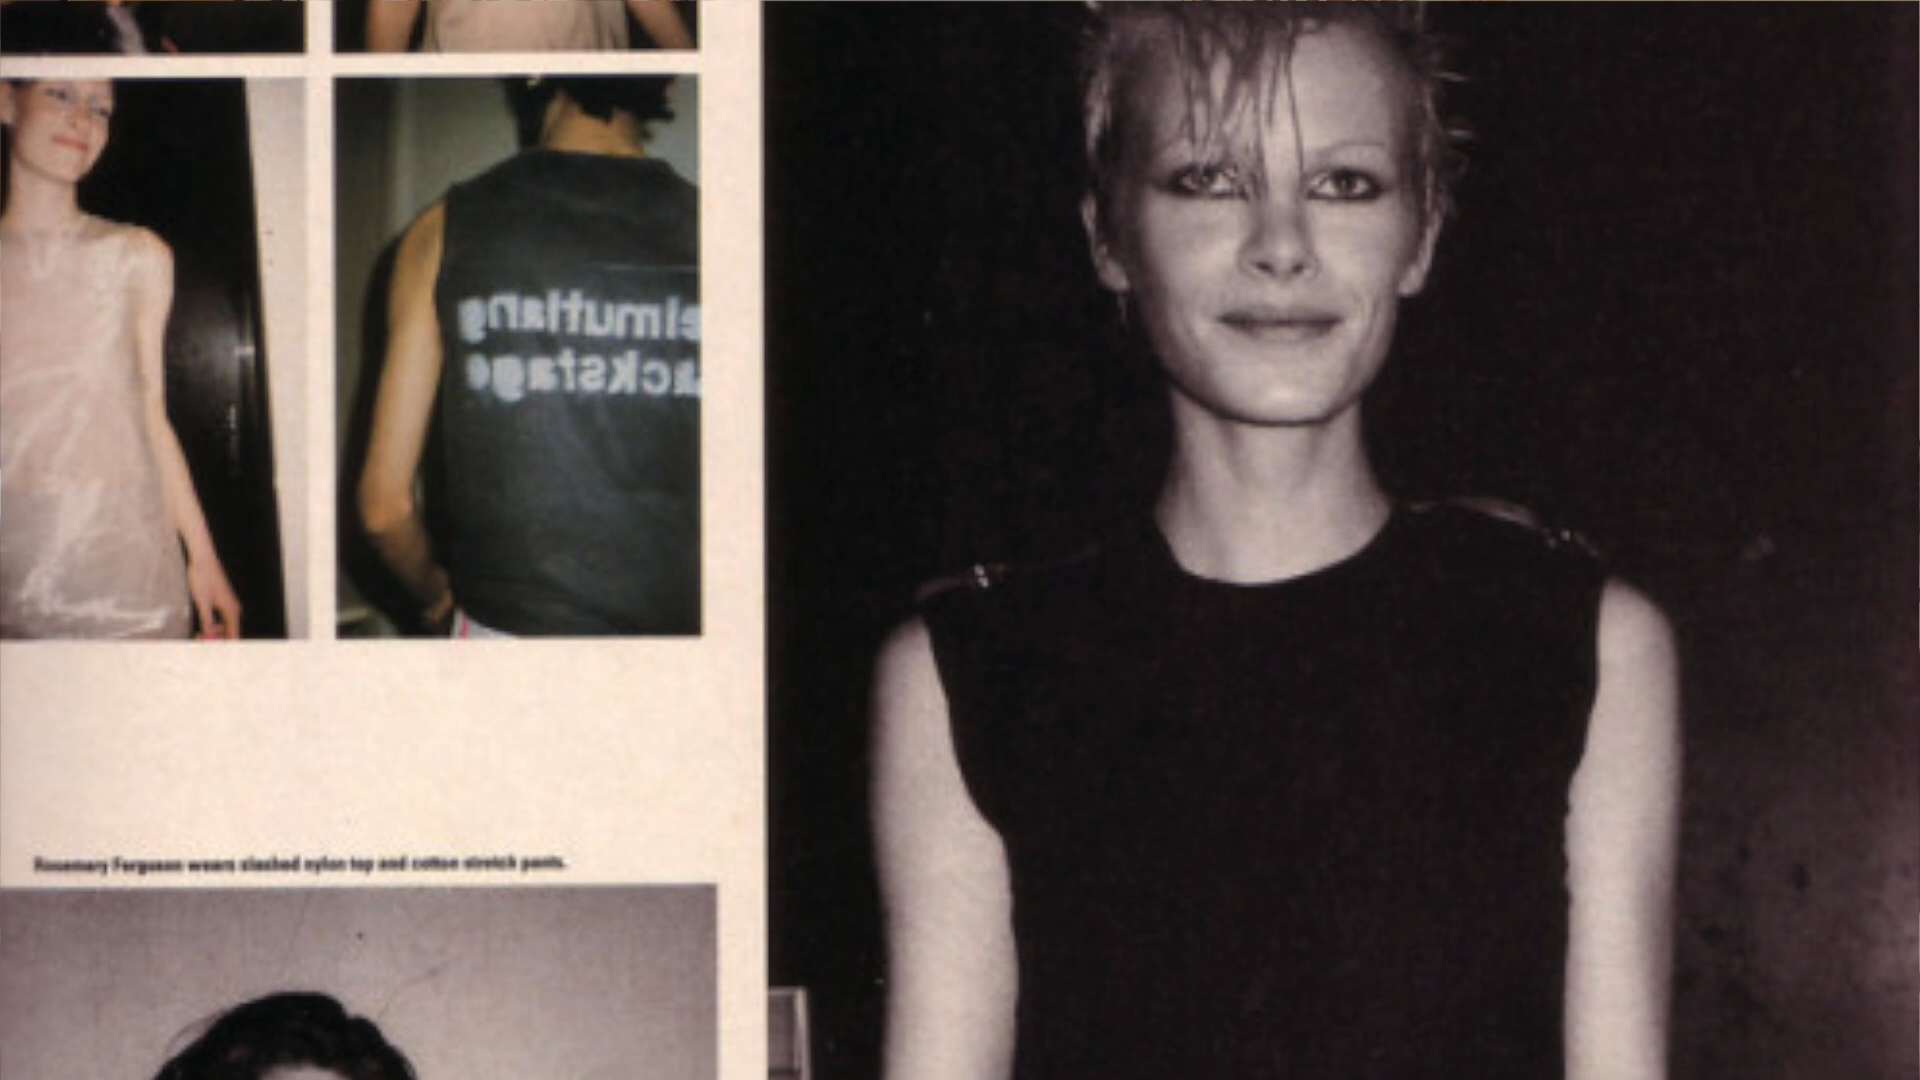 elmutlang
ackstage
Rosemary Ferguson wears slashed nylon top and cotton stretch pants.